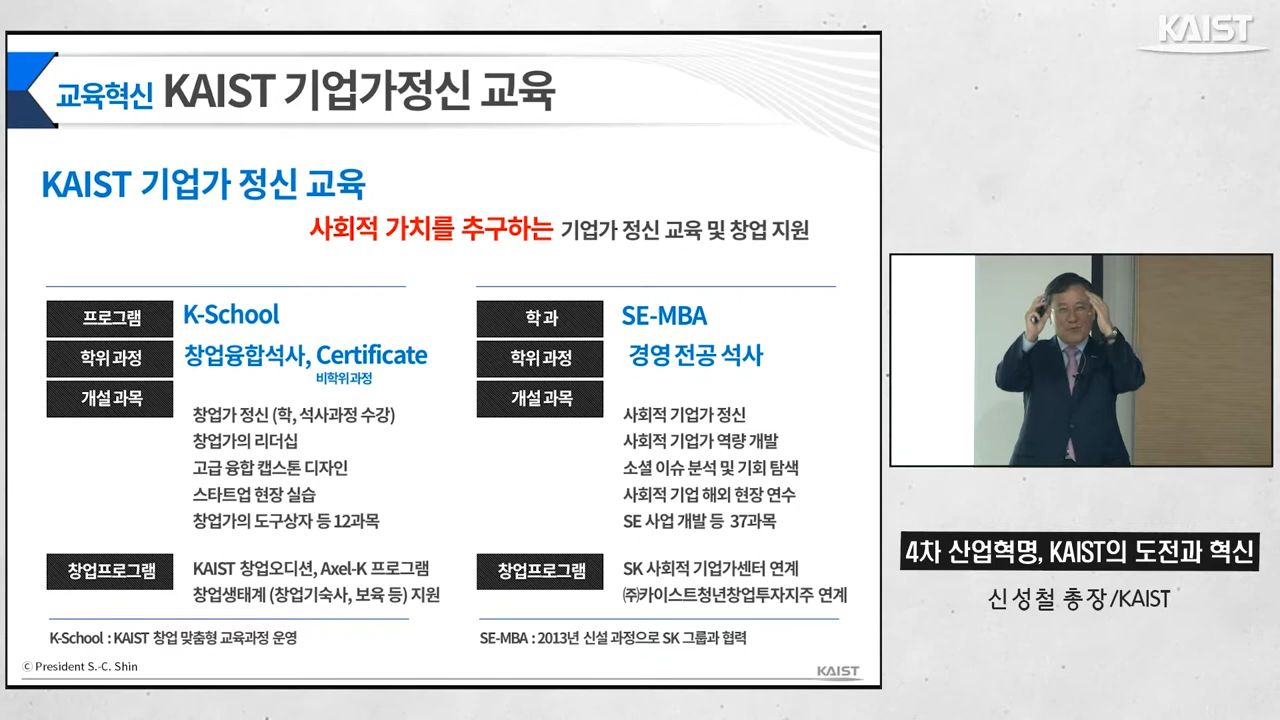 KAIST
교육혁신 KAIST 기업가정신 교육
KAIST 기업가 정신 교육
사회적 가치를 추구하는 기업가 정신 교육 및 창업 지원
프로그램 K-School
학위과정 창업융합석사, Certificate
비학위과정
개설과목
창업가 정신 (학, 석사과정 수강)
창업가의 리더십
고급 융합 캡스톤 디자인
스타트업 현장 실습
창업가의 도구상자 등 12과목
창업프로그램 KAIST 창업오디션, Axel-K 프로그램
창업생태계 (창업기숙사, 보육 등) 지원
K-School : KAIST 창업 맞춤형 교육과정 운영
학과 SE-MBA
학위과정 경영 전공 석사
개설과목
사회적 기업가 정신
사회적 기업가 역량 개발
소셜 이슈 분석 및 기회 탐색
사회적 기업 해외 현장 연수
SE 사업 개발 등 37과목
창업프로그램 SK 사회적 기업가센터 연계
㈜카이스트청년창업투자지주 연계
SE-MBA : 2013년 신설 과정으로 SK 그룹과 협력
ⓒ President S.-C. Shin
KAIST
4차 산업혁명, KAIST의 도전과 혁신
신성철 총장/KAIST